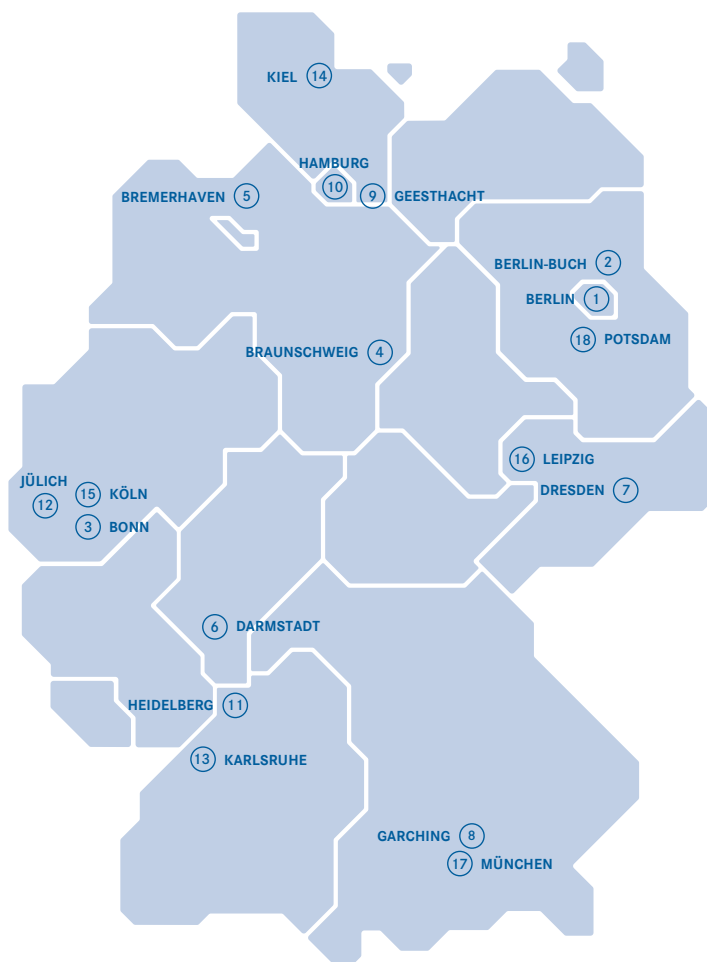 KIEL 14
HAMBURG
10
9 GEESTHACHT
BREMERHAVEN 5
BERLIN-BUCH 2
BERLIN 1
18 POTSDAM
BRAUNSCHWEIG 4
16 LEIPZIG
DRESDEN 7
JÜLICH
12
15 KÖLN
3 BONN
6 DARMSTADT
HEIDELBERG 11
13 KARLSRUHE
GARCHING 8
17 MÜNCHEN